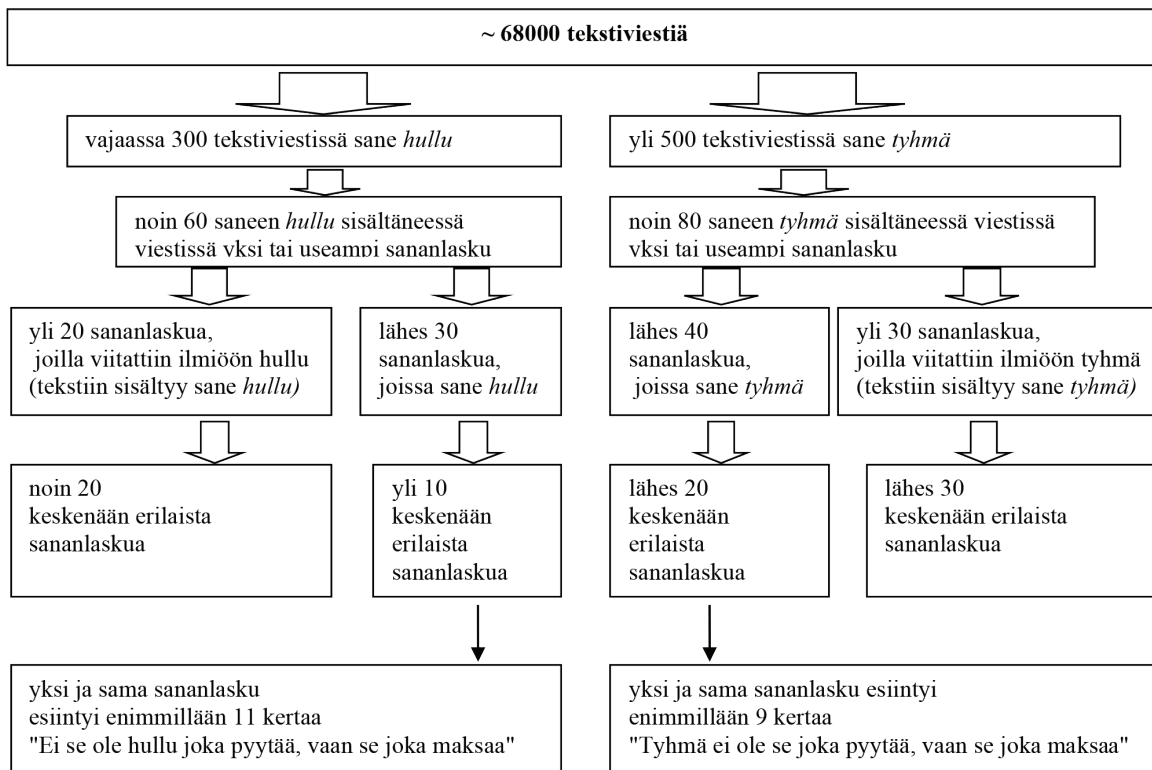 ~ 68000 tekstiviestiä
vajaassa 300 tekstiviestissä sane hullu
yli 500 tekstiviestissä sane tyhmä
noin 60 saneen hullu sisältäneessä
viestissä yksi tai useampi sananlasku
noin 80 saneen tyhmä sisältäneessä viestissä
yksi tai useampi sananlasku
yli 20 sananlaskua,
joilla viitattiin ilmiöön hullu
(tekstiin sisältyy sane hullu)
lähes 30
sananlaskua,
joissa sane hullu
lähes 40
sananlaskua,
joissa sane tyhmä
yli 30 sananlaskua,
joilla viitattiin ilmiöön tyhmä
(tekstiin sisältyy sane tyhmä)
noin 20
keskenään erilaista
sananlaskua
yli 10
keskenään
erilaista
sananlaskua
lähes 20
keskenään
erilaista
sananlaskua
lähes 30
keskenään erilaista
sananlaskua
yksi ja sama sananlasku
esiintyi enimmillään 11 kertaa
"Ei se ole hullu joka pyytää, vaan se joka maksaa"
yksi ja sama sananlasku esiintyi
enimmillään 9 kertaa
"Tyhmä ei ole se joka pyytää, vaan se joka maksaa"